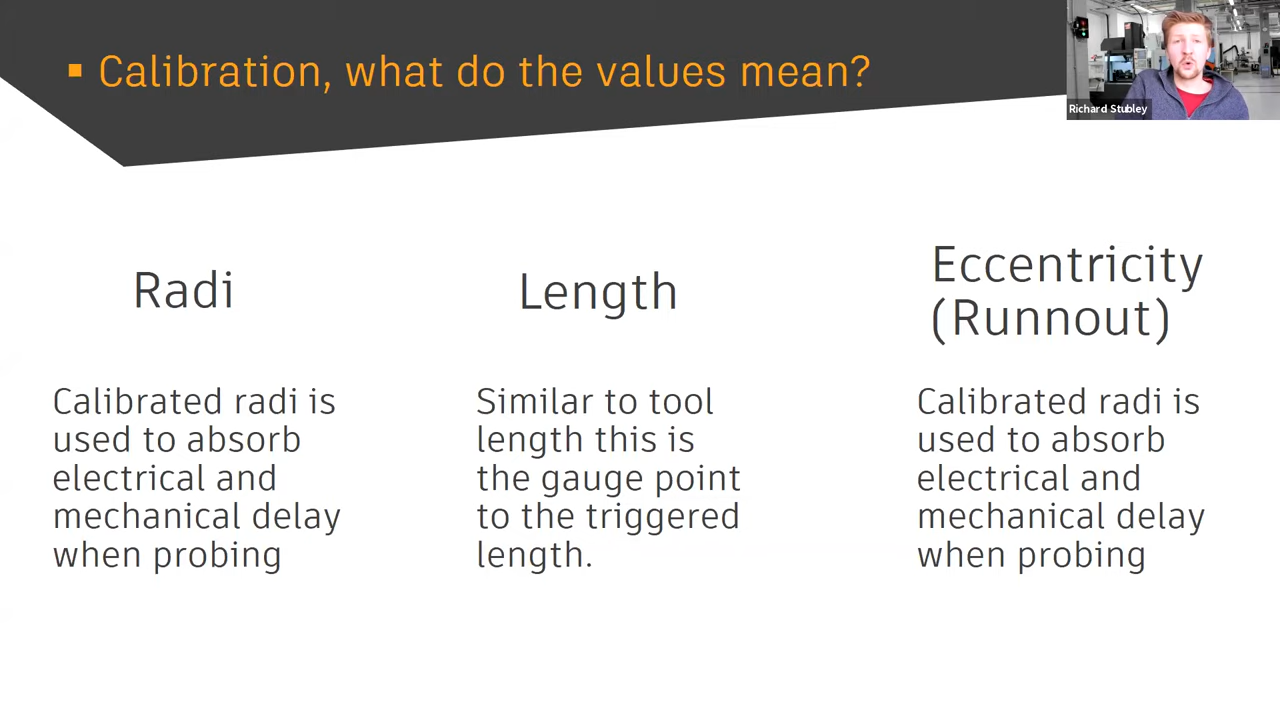 Calibration, what do the values mean?
Richard Stubley
Radi
Calibrated radi is
used to absorb
electrical and
mechanical delay
when probing
Length
Similar to tool
length this is
the gauge point
to the triggered
length.
Eccentricity
(Runnout)
Calibrated radi is
used to absorb
electrical and
mechanical delay
when probing